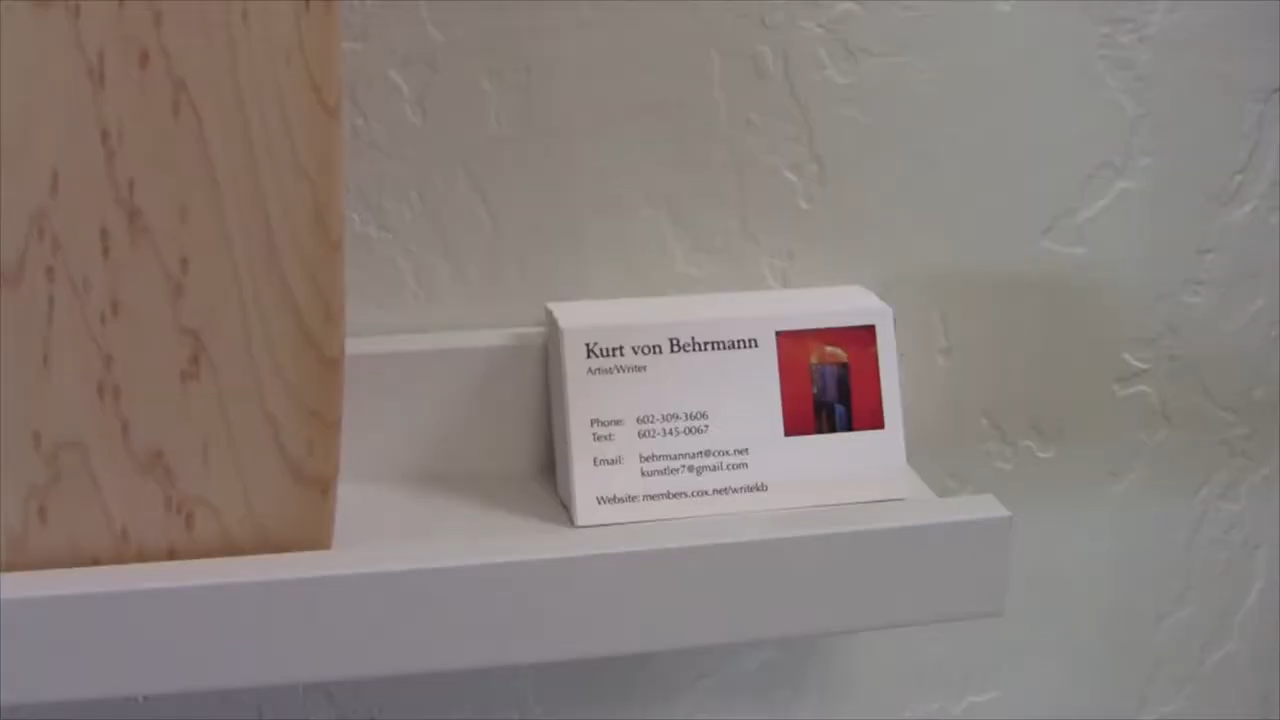 Kurt von Behrmann
Artist/Writer
Phone: 602-309-3606
Text: 602-345-0067
Email: behrmannart@cox.net
kunstler7@gmail.com
Website: members.cox.net/writekb